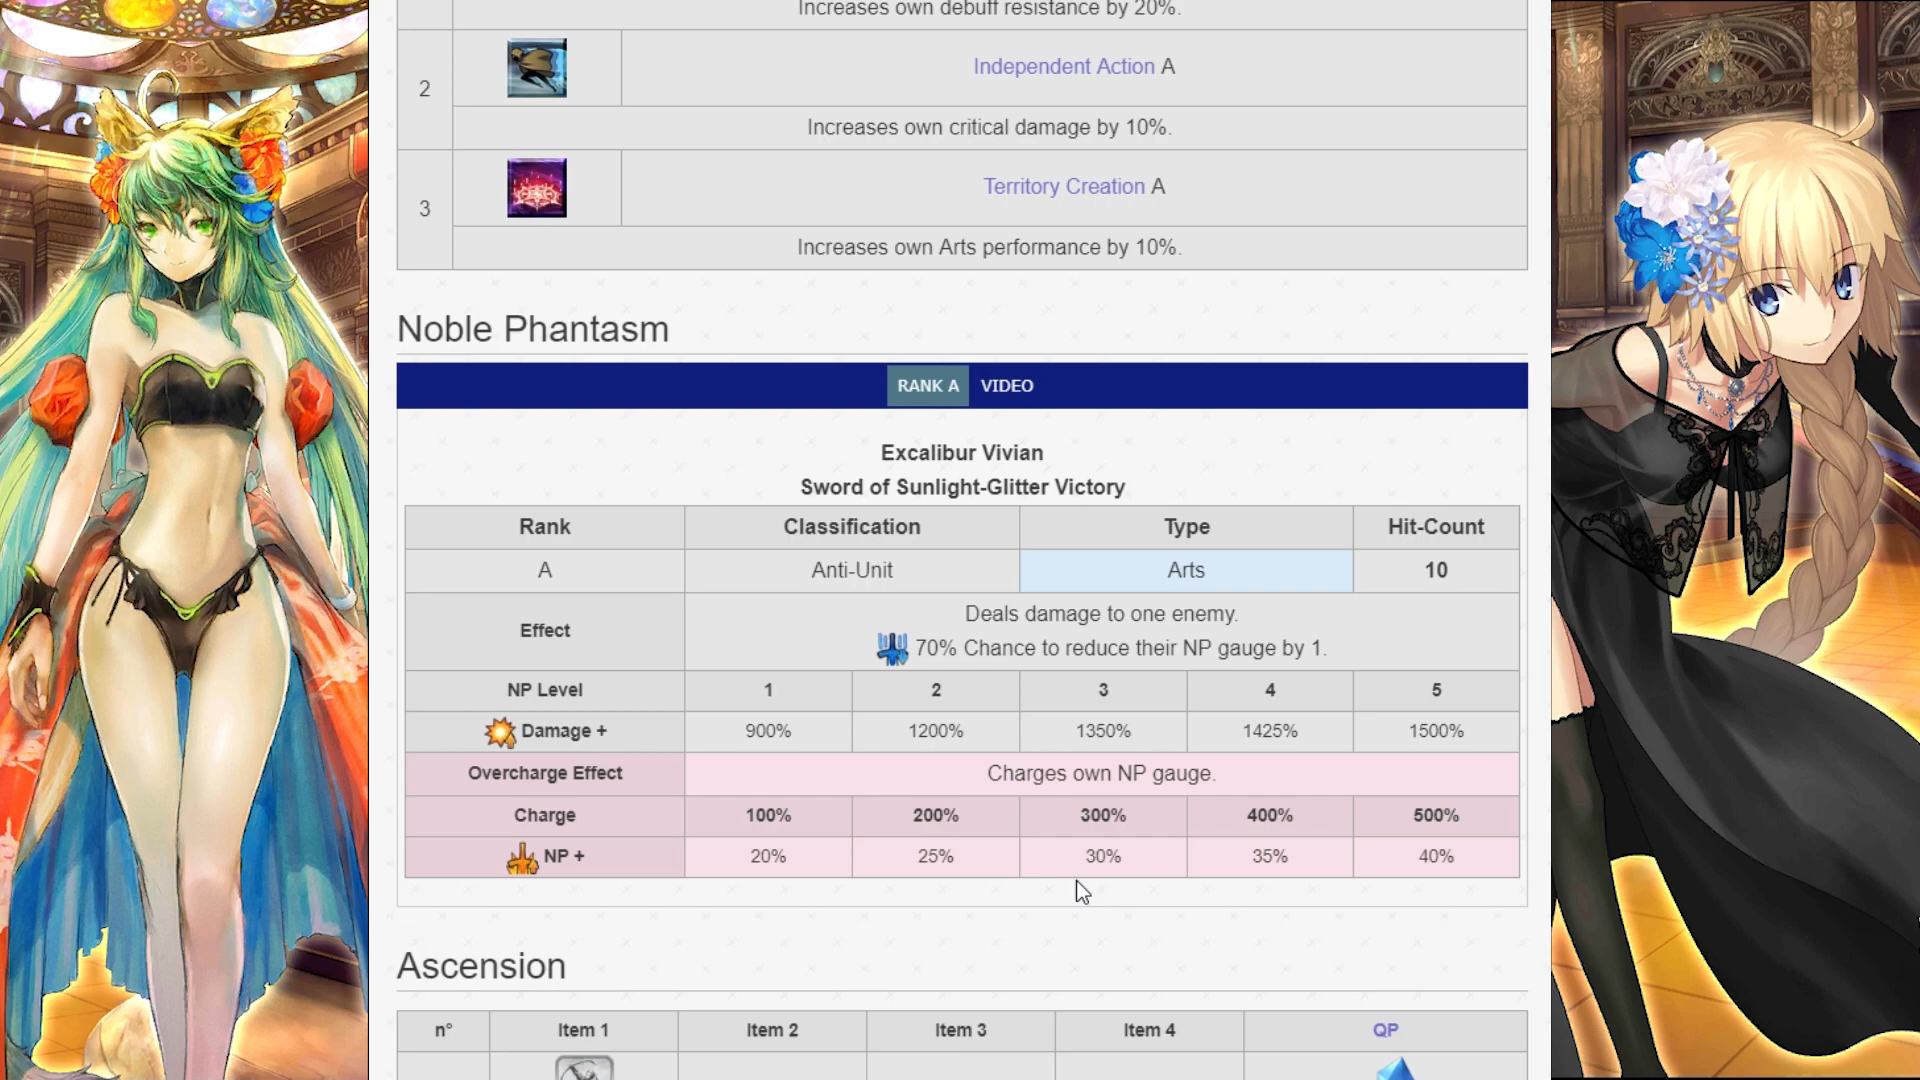 Increases own debuff resistance by 20%.
2
Independent Action A
Increases own critical damage by 10%.
3
Territory Creation A
Increases own Arts performance by 10%.
Noble Phantasm
RANK A VIDEO
Excalibur Vivian
Sword of Sunlight-Glitter Victory
Rank Classification Type Hit-Count
A Anti-Unit Arts 10
Effect
Deals damage to one enemy.
70% Chance to reduce their NP gauge by 1.
NP Level 1 2 3 4 5
Damage + 900% 1200% 1350% 1425% 1500%
Overcharge Effect Charges own NP gauge.
Charge 100% 200% 300% 400% 500%
NP + 20% 25% 30% 35% 40%
Ascension
n° Item 1 Item 2 Item 3 Item 4 QP